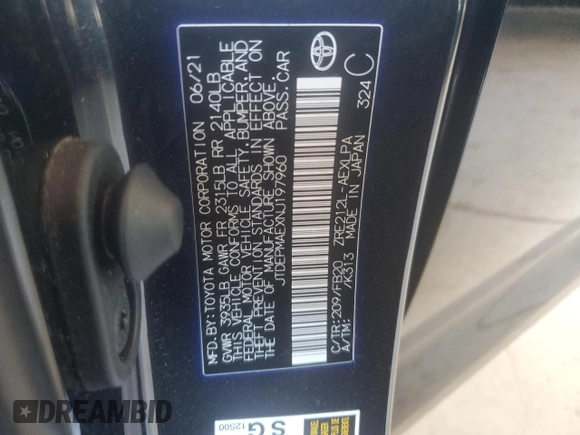 MFD. BY: TOYOTA MOTOR CORPORATION 06/21
GVWR 3935LB GAWR FR 2315LB RR 2140LB
THIS VEHICLE CONFORMS TO ALL APPLICABLE
FEDERAL MOTOR VEHICLE SAFETY, BUMPER, AND
THEFT PREVENTION STANDARDS IN EFFECT ON
THE DATE OF MANUFACTURE SHOWN ABOVE.
JTDEPMAEXNJ197960 PASS. CAR
C/TR: 209/FB20 ZRE212L-AEXLPA
A/TM: /K313 MADE IN JAPAN
324 C
12S00
DREAMBID